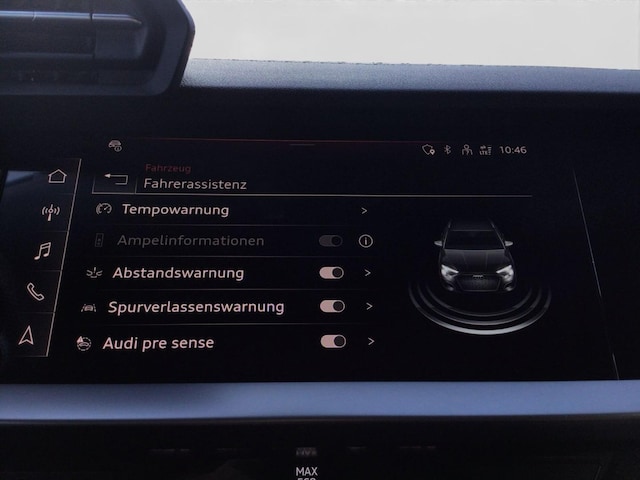 10:46
Fahrzeug
Fahrerassistenz
Tempowarnung
Ampelinformationen
Abstandswarnung
Spurverlassenswarnung
Audi pre sense
MAX